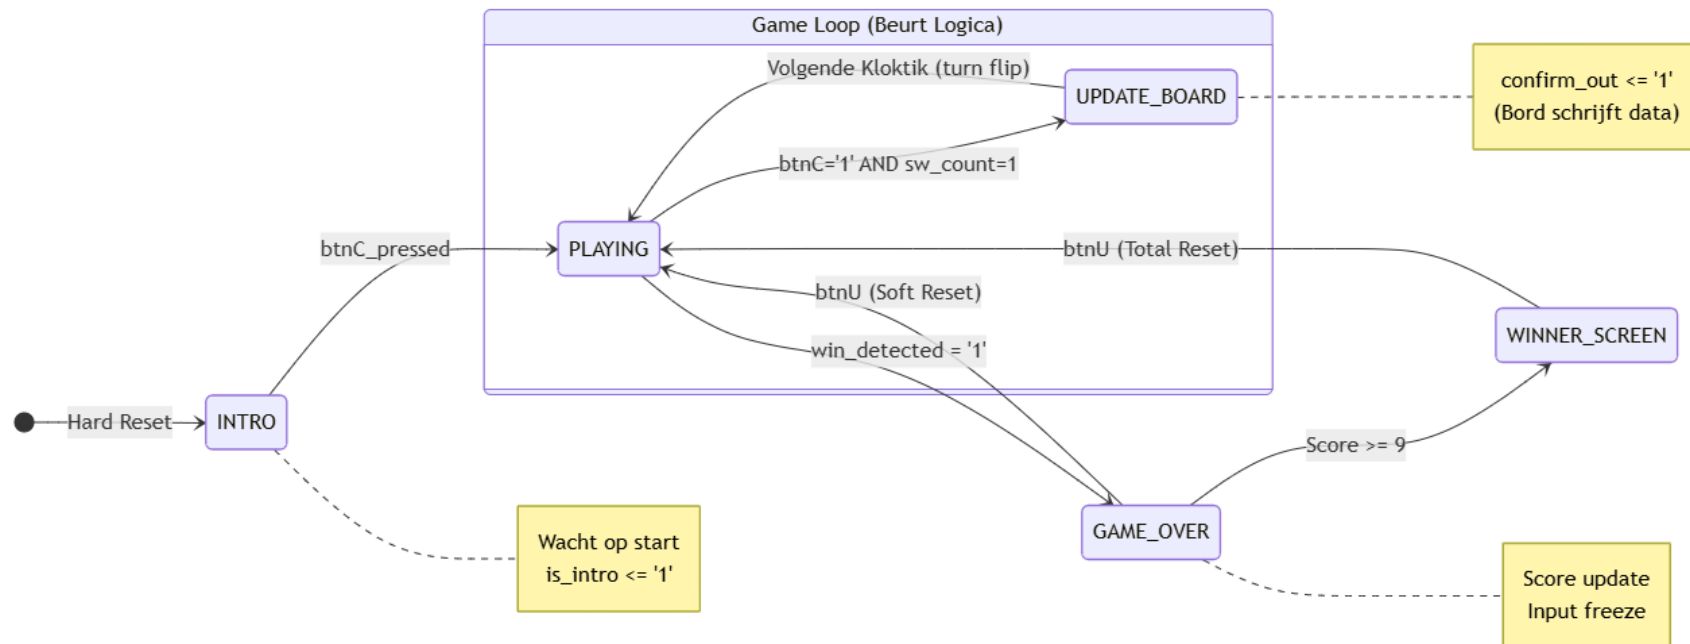 Game Loop (Beurt Logica)
Volgende Kloktik (turn flip)
UPDATE_BOARD
confirm_out <= '1'
(Bord schrijft data)
btnC='1' AND sw_count=1
btnC_pressed
PLAYING
btnU (Total Reset)
btnU (Soft Reset)
win_detected = '1'
WINNER_SCREEN
Hard Reset
INTRO
Score >= 9
Wacht op start
is_intro <= '1'
GAME_OVER
Score update
Input freeze